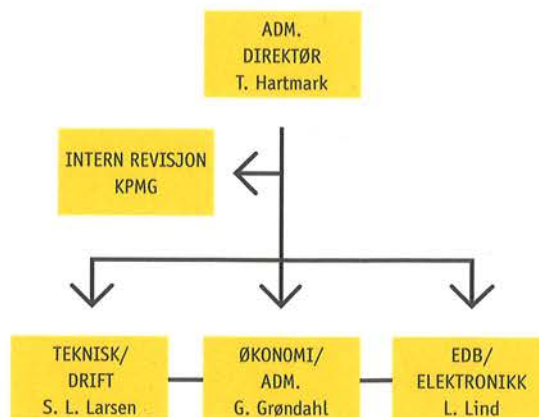 ADM.
DIREKTØR
T. Hartmark
INTERN REVISJON
KPMG
TEKNISK/
DRIFT
S. L. Larsen
ØKONOMI/
ADM.
G. Grøndahl
EDB/
ELEKTRONIKK
L. Lind